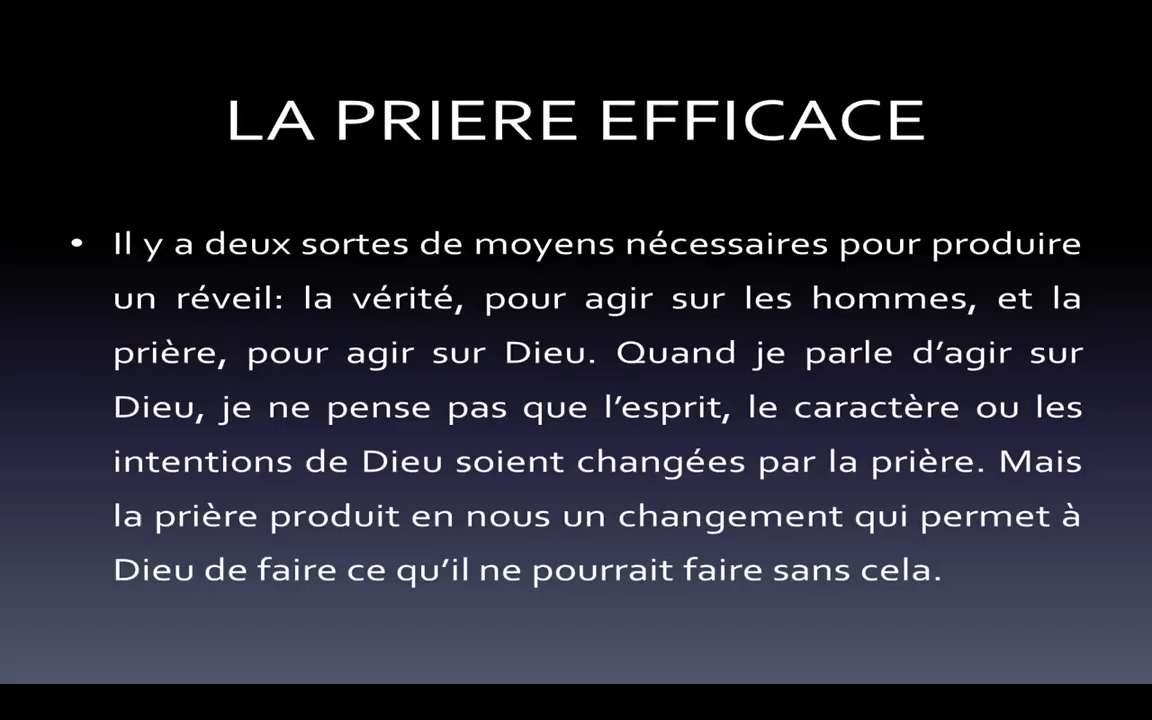 LA PRIERE EFFICACE
• Il y a deux sortes de moyens nécessaires pour produire
un réveil: la vérité, pour agir sur les hommes, et la
prière, pour agir sur Dieu. Quand je parle d’agir sur
Dieu, je ne pense pas que l’esprit, le caractère ou les
intentions de Dieu soient changées par la prière. Mais
la prière produit en nous un changement qui permet à
Dieu de faire ce qu’il ne pourrait faire sans cela.